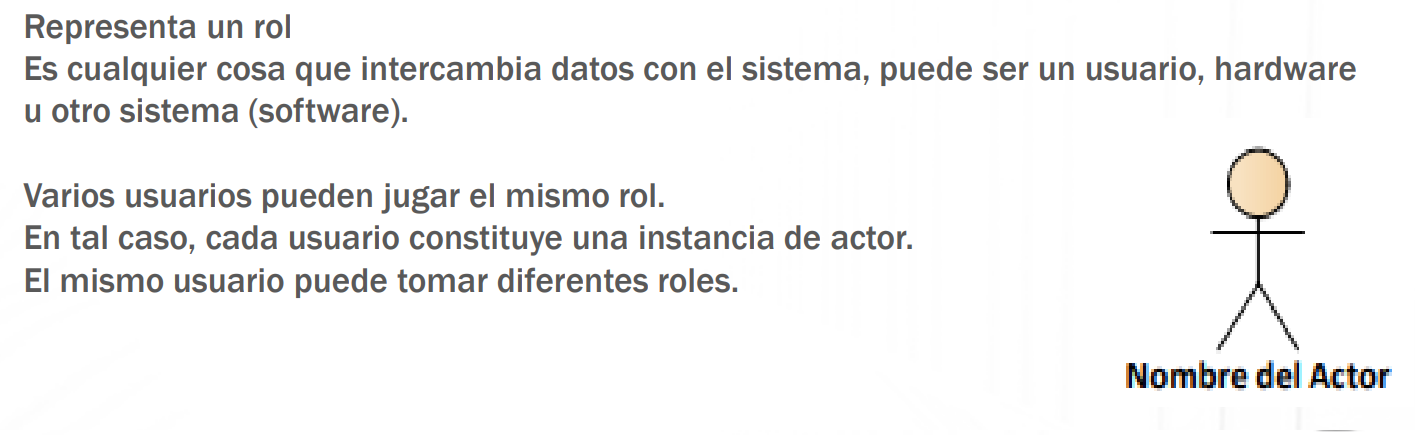 Representa un rol
Es cualquier cosa que intercambia datos con el sistema, puede ser un usuario, hardware
u otro sistema (software).
Varios usuarios pueden jugar el mismo rol.
En tal caso, cada usuario constituye una instancia de actor.
El mismo usuario puede tomar diferentes roles.
Nombre del Actor